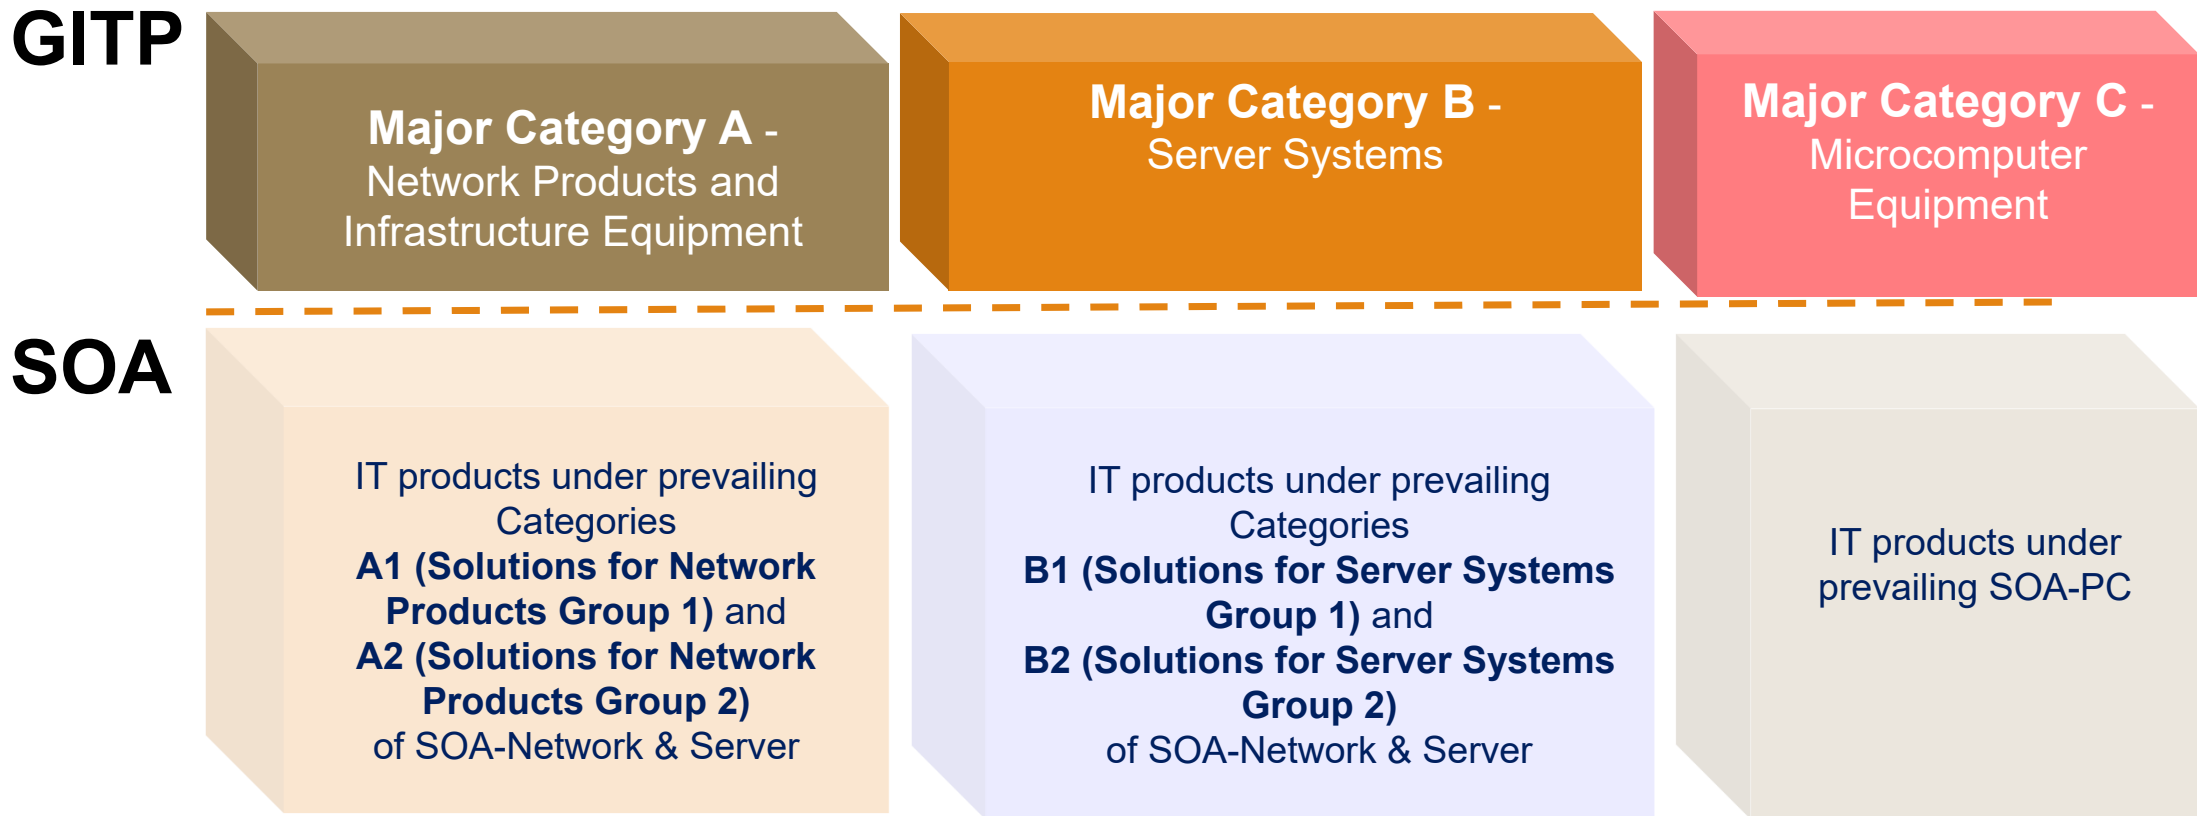 GITP
Major Category A -
Network Products and
Infrastructure Equipment
Major Category B -
Server Systems
Major Category C -
Microcomputer
Equipment
SOA
IT products under prevailing
Categories
A1 (Solutions for Network
Products Group 1) and
A2 (Solutions for Network
Products Group 2)
of SOA-Network & Server
IT products under prevailing
Categories
B1 (Solutions for Server Systems
Group 1) and
B2 (Solutions for Server Systems
Group 2)
of SOA-Network & Server
IT products under
prevailing SOA-PC